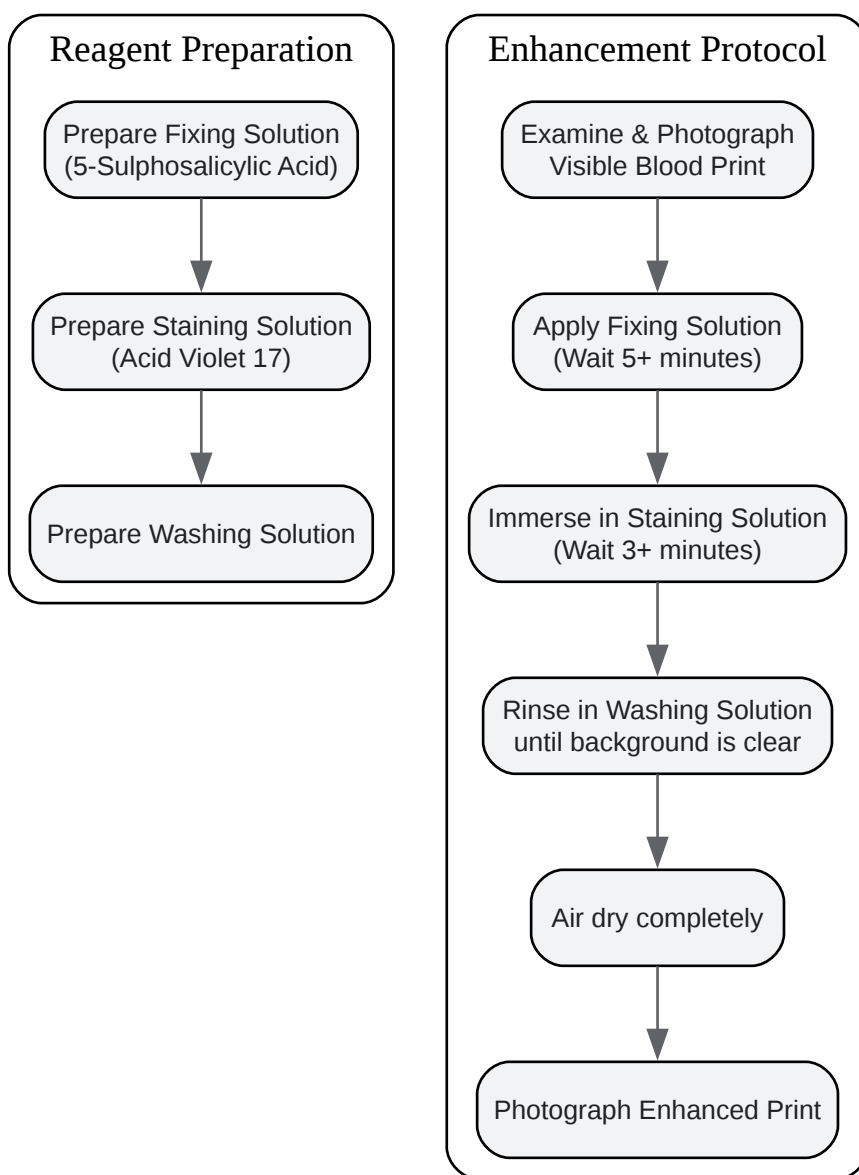 Reagent Preparation
Prepare Fixing Solution
(5-Sulphosalicylic Acid)
Prepare Staining Solution
(Acid Violet 17)
Prepare Washing Solution
Enhancement Protocol
Examine & Photograph
Visible Blood Print
Apply Fixing Solution
(Wait 5+ minutes)
Immerse in Staining Solution
(Wait 3+ minutes)
Rinse in Washing Solution
until background is clear
Air dry completely
Photograph Enhanced Print